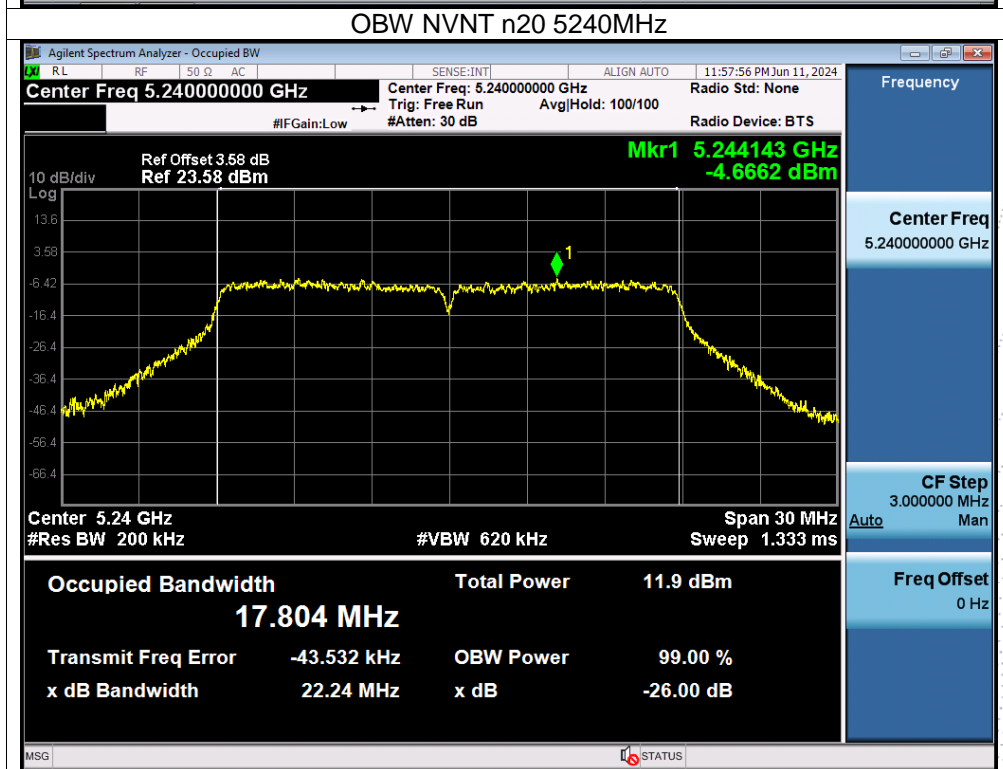 OBW NVNT n20 5240MHz
Agilent Spectrum Analyzer - Occupied BW
LXI RL RF 50 Ω AC SENSE:INT ALIGN AUTO 11:57:56 PM Jun 11, 2024
Center Freq 5.240000000 GHz Center Freq: 5.240000000 GHz Radio Std: None
Trig: Free Run Avg|Hold: 100/100
#IFGain:Low #Atten: 30 dB Radio Device: BTS
Frequency
Mkr1 5.244143 GHz
-4.6662 dBm
Ref Offset 3.58 dB
10 dB/div Ref 23.58 dBm
Log
13.6
3.58
-6.42
-16.4
-26.4
-36.4
-46.4
-56.4
-66.4
1
Center 5.24 GHz Span 30 MHz
#Res BW 200 kHz #VBW 620 kHz Sweep 1.333 ms
Occupied Bandwidth Total Power 11.9 dBm
17.804 MHz
Transmit Freq Error -43.532 kHz OBW Power 99.00 %
x dB Bandwidth 22.24 MHz x dB -26.00 dB
Center Freq
5.240000000 GHz
CF Step
3.000000 MHz
Auto Man
Freq Offset
0 Hz
MSG STATUS